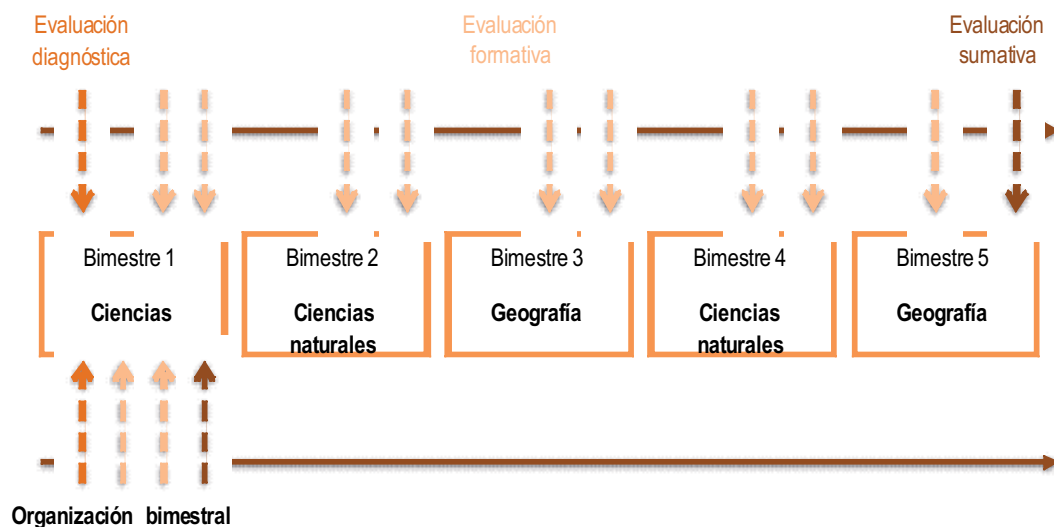 Evaluación
diagnóstica
Evaluación
formativa
Evaluación
sumativa
Bimestre 1
Ciencias
Bimestre 2
Ciencias
naturales
Bimestre 3
Geografía
Bimestre 4
Ciencias
naturales
Bimestre 5
Geografía
Organización bimestral